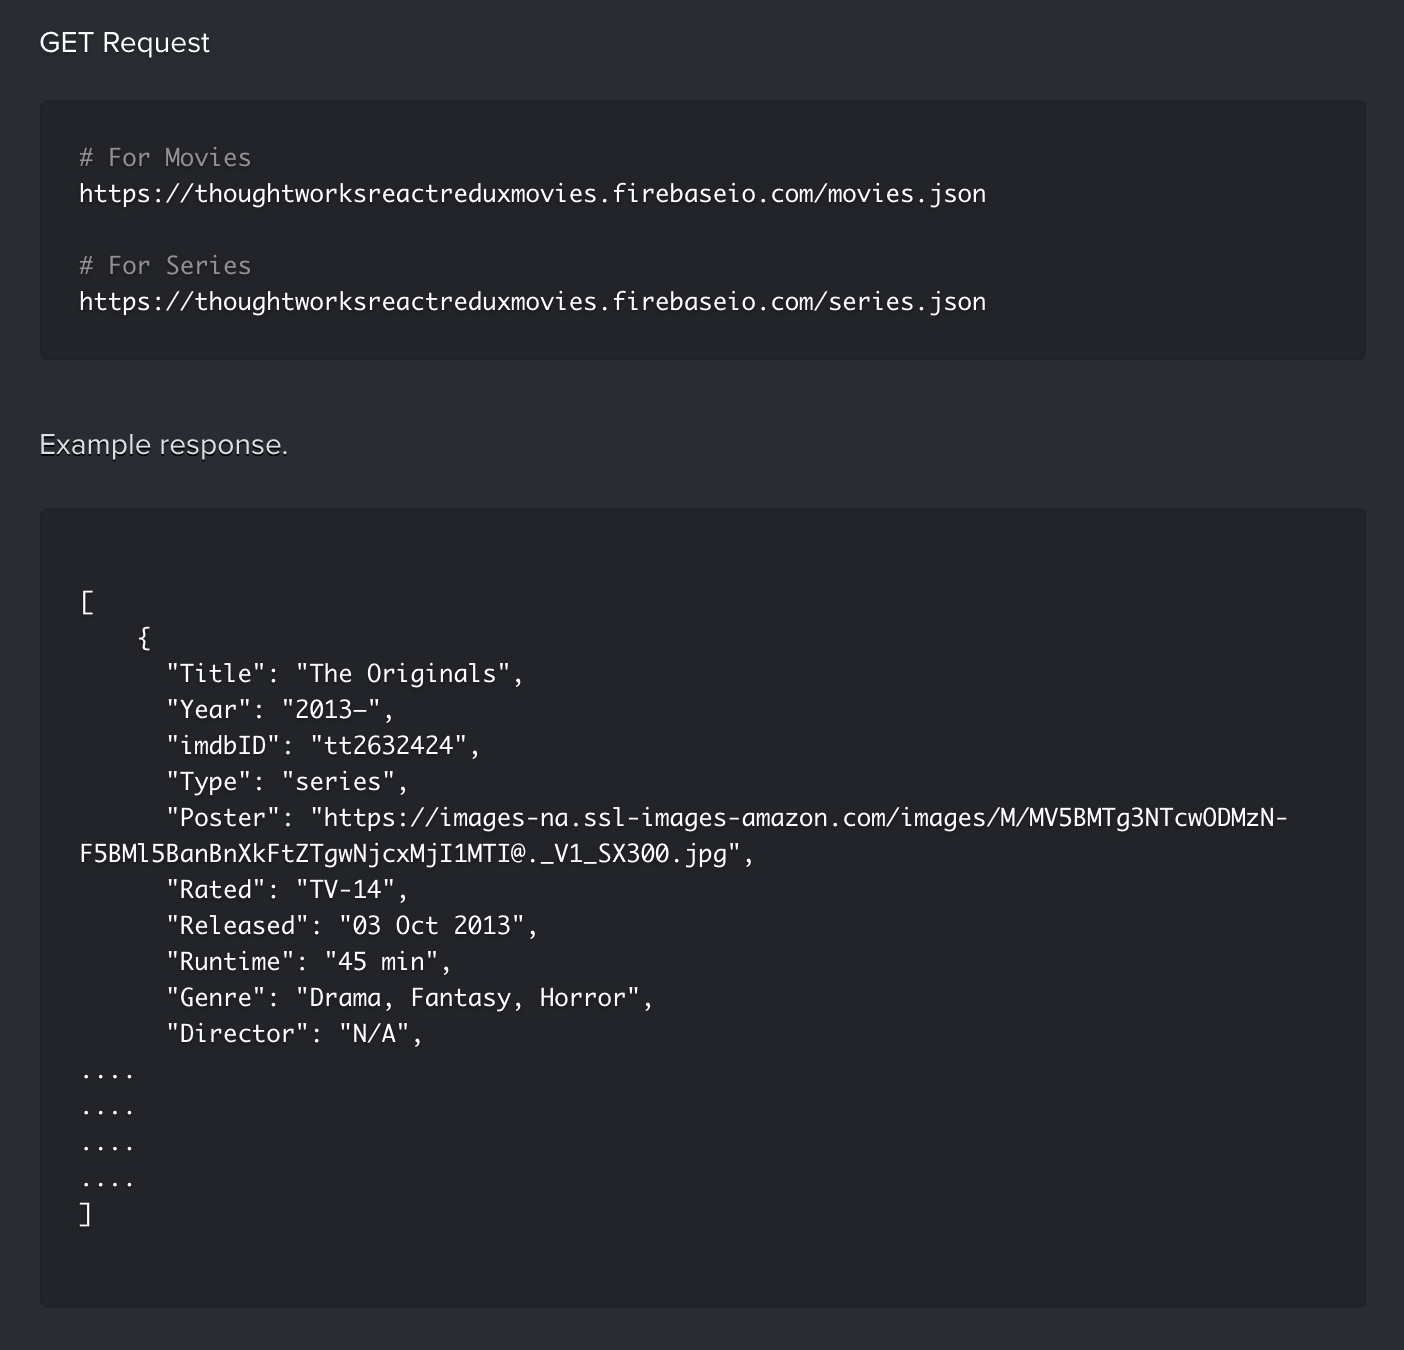 GET Request
# For Movies
https://thoughtworksreactreduxmovies.firebaseio.com/movies.json
# For Series
https://thoughtworksreactreduxmovies.firebaseio.com/series.json
Example response.
[
{
"Title": "The Originals",
"Year": "2013–",
"imdbID": "tt2632424",
"Type": "series",
"Poster": "https://images-na.ssl-images-amazon.com/images/M/MV5BMTg3NTcwODMzN-
F5BMl5BanBnXkFtZTgwNjcxMjI1MTI@._V1_SX300.jpg",
"Rated": "TV-14",
"Released": "03 Oct 2013",
"Runtime": "45 min",
"Genre": "Drama, Fantasy, Horror",
"Director": "N/A",
....
....
....
....
]